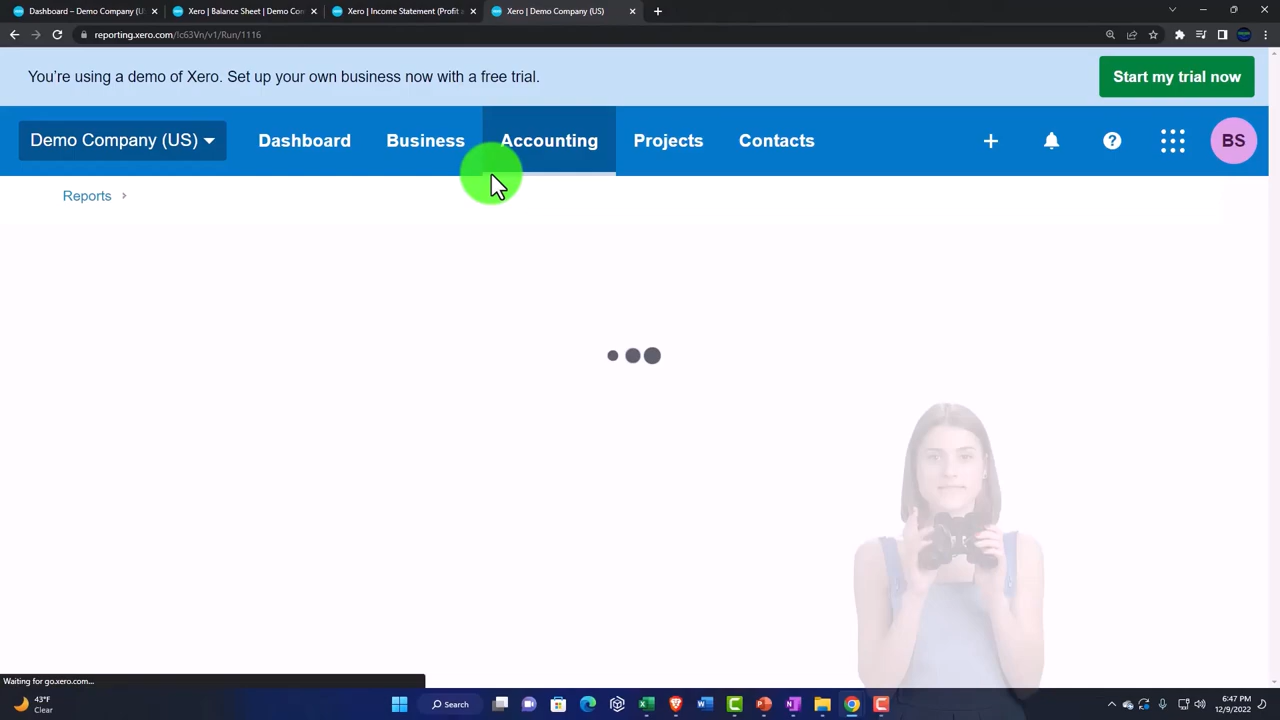 Dashboard – Demo Company (U
Xero | Balance Sheet | Demo Com
Xero | Income Statement (Profit a
Xero | Demo Company (US)
reporting.xero.com/!c63Vn/v1/Run/1116
You're using a demo of Xero. Set up your own business now with a free trial.
Start my trial now
Demo Company (US)
Dashboard
Business
Accounting
Projects
Contacts
BS
Reports
Waiting for go.xero.com...
43°F
Clear
Search
6:47 PM
12/9/2022